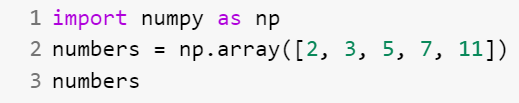 1 import numpy as np
2 numbers = np.array([2, 3, 5, 7, 11])
3 numbers